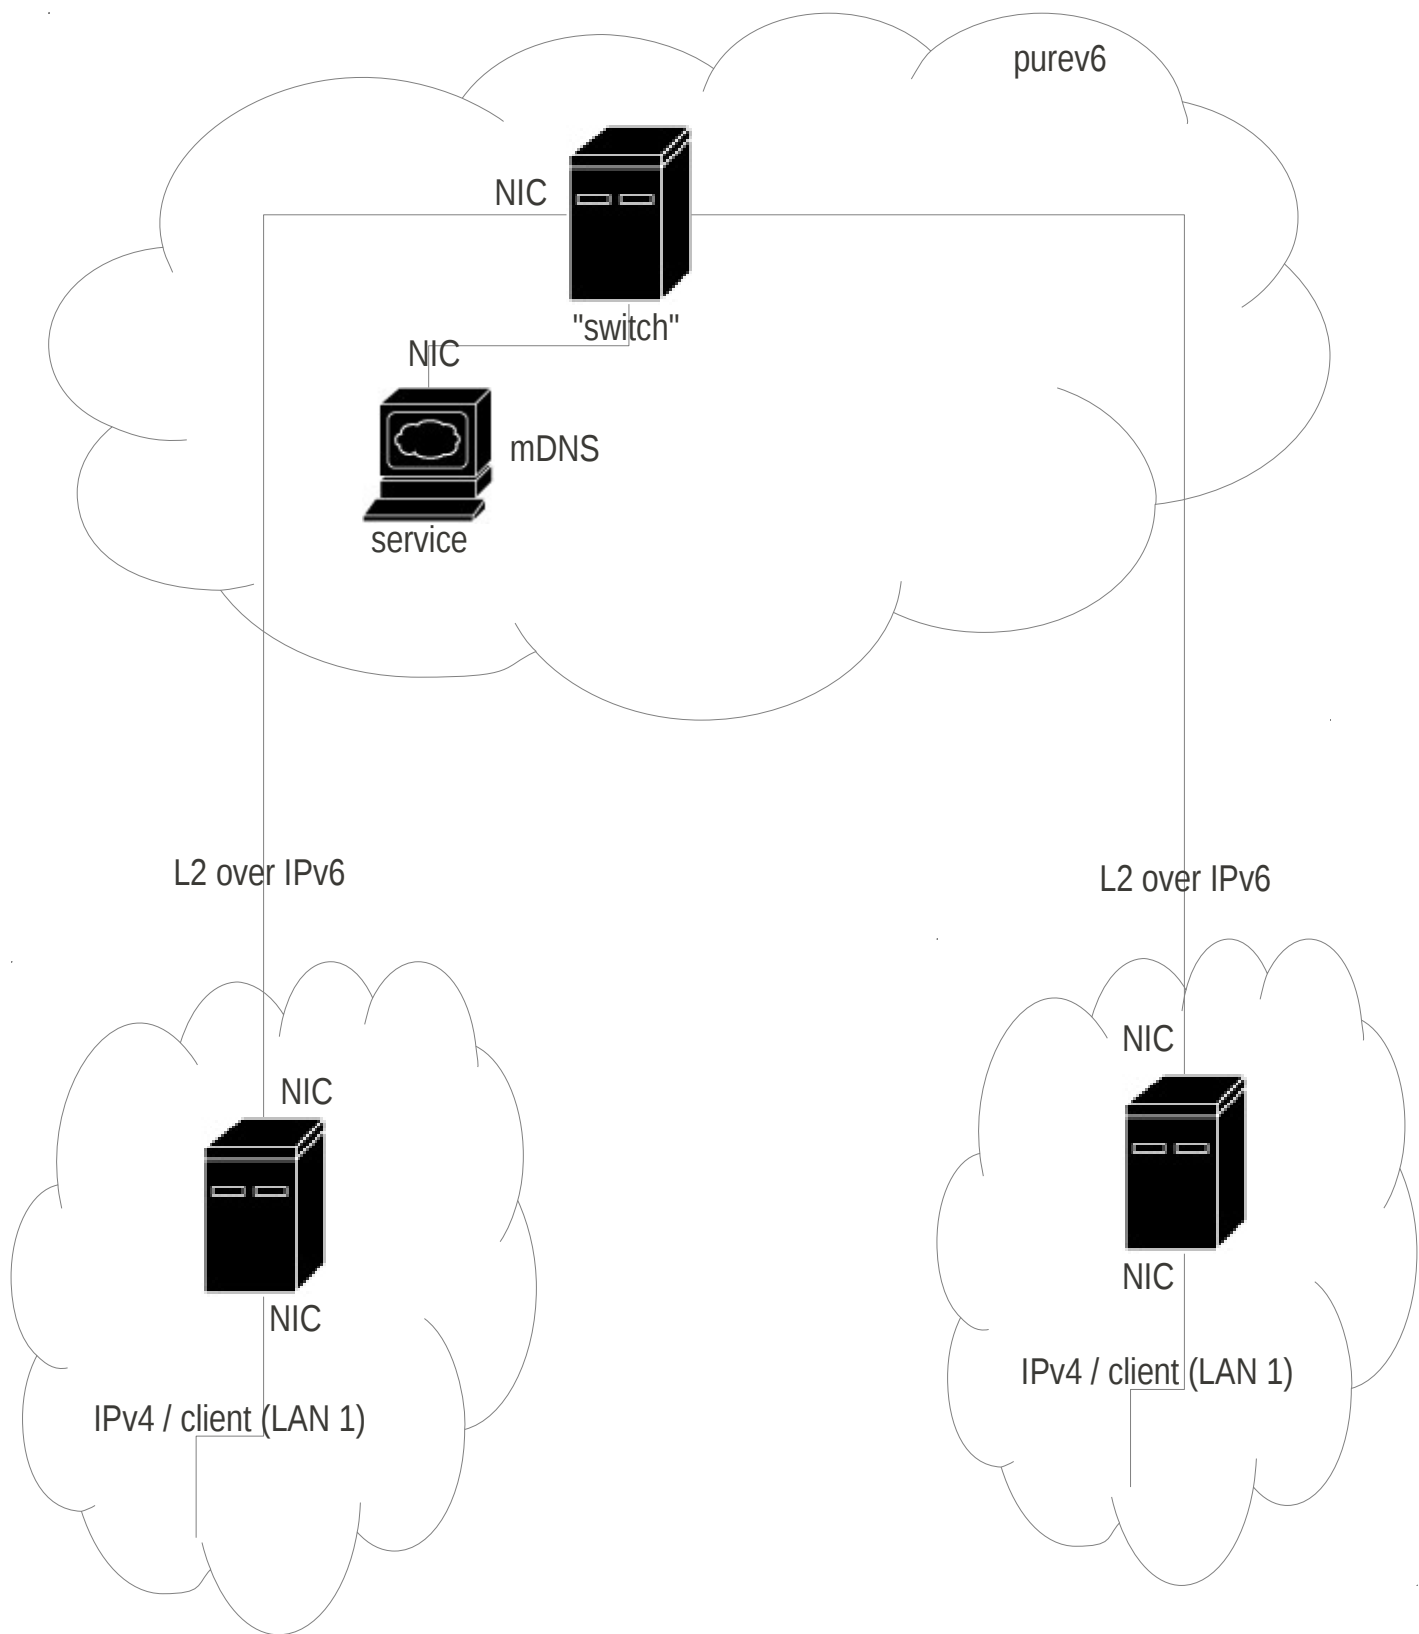 purev6
NIC
"switch"
NIC
mDNS
service
L2 over IPv6
L2 over IPv6
NIC
NIC
NIC
NIC
IPv4 / client (LAN 1)
IPv4 / client (LAN 1)